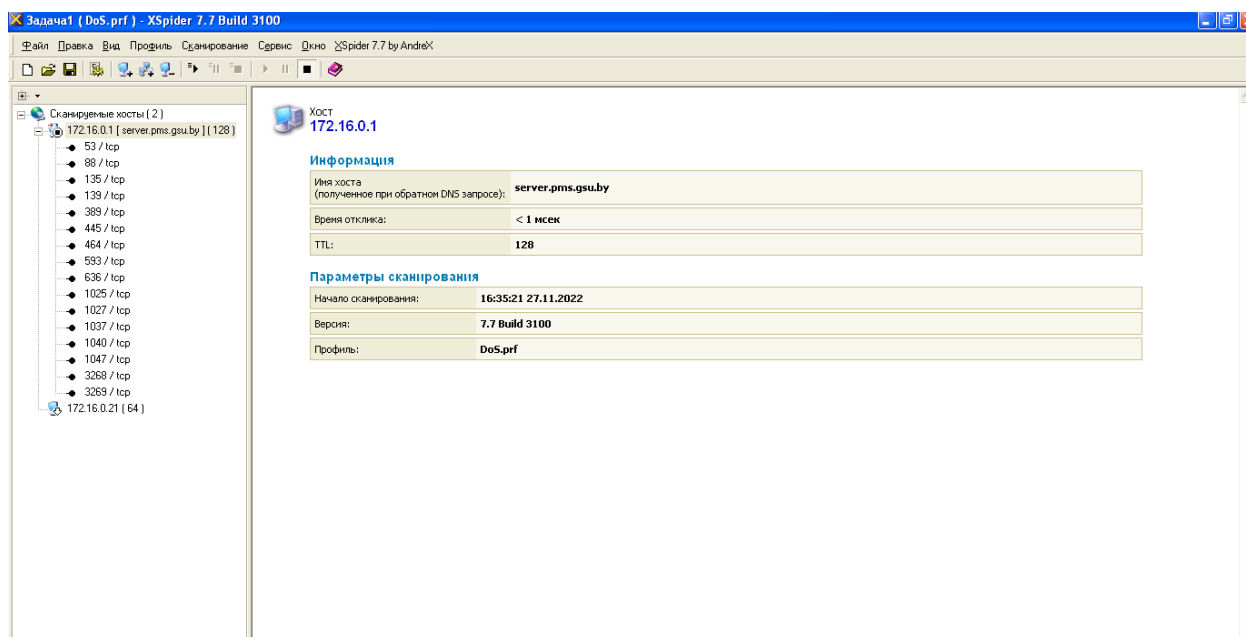 Задача1 ( DoS.prf ) - XSpider 7.7 Build 3100
Файл Правка Вид Профиль Сканирование Сервис Окно XSpider 7.7 by AndreX
Сканируемые хосты ( 2 )
172.16.0.1 [ server.pms.gsu.by ] ( 128 )
53 / tcp
88 / tcp
135 / tcp
139 / tcp
389 / tcp
445 / tcp
464 / tcp
593 / tcp
636 / tcp
1025 / tcp
1027 / tcp
1037 / tcp
1040 / tcp
1047 / tcp
3268 / tcp
3269 / tcp
172.16.0.21 ( 64 )
Хост
172.16.0.1
Информация
Имя хоста
(полученное при обратном DNS запросе): server.pms.gsu.by
Время отклика: < 1 мсек
TTL: 128
Параметры сканирования
Начало сканирования: 16:35:21 27.11.2022
Версия: 7.7 Build 3100
Профиль: DoS.prf